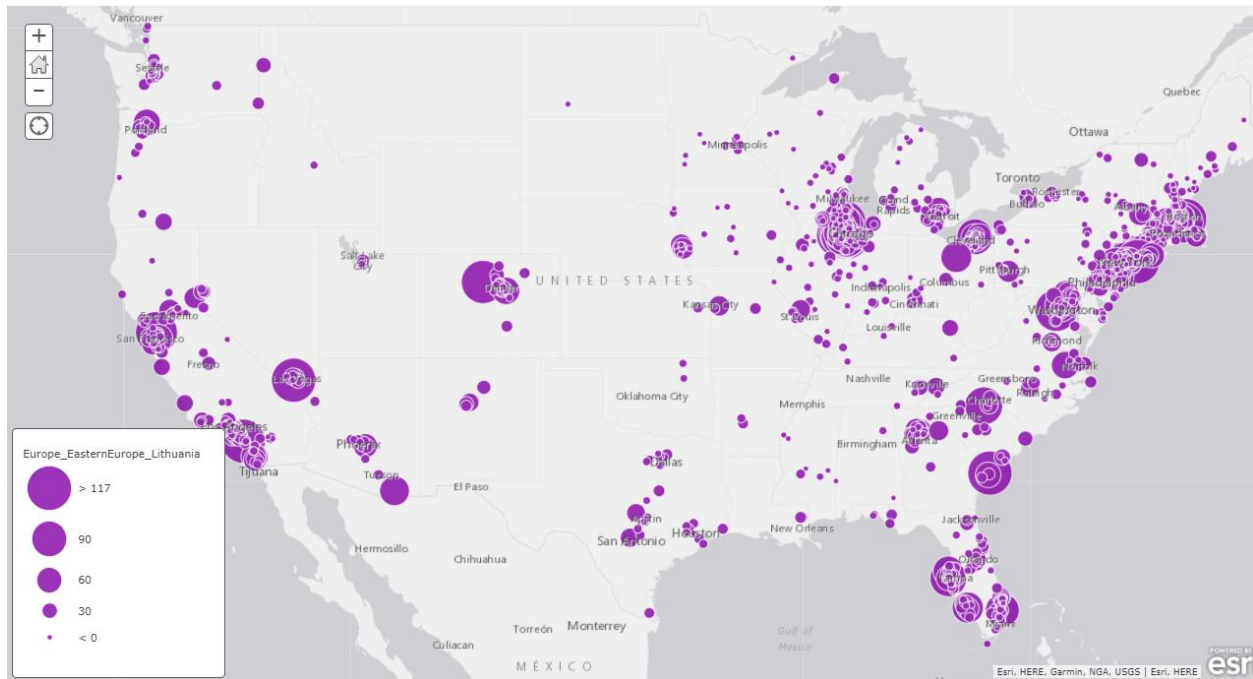 Vancouver
+
−
Seattle
Portland
Quebec
Ottawa
Minneapolis
Toronto
Rochester
Buffalo
Albany
Boston
Providence
Milwaukee
Grand
Rapids
Detroit
Chicago
Cleveland
New York
Salt Lake
City
UNITED STATES
Denver
Pittsburgh
Philadelphia
Columbus
Indianapolis
Cincinnati
Kansas City
St Louis
Washington
Sacramento
San Francisco
Louisville
Richmond
Norfolk
Fresno
Las Vegas
Nashville
Knoxville
Greensboro
Raleigh
Oklahoma City
Memphis
Charlotte
Greenville
Los Angeles
Phoenix
Birmingham
Atlanta
Tijuana
Tucson
El Paso
Dallas
Europe_EasternEurope_Lithuania
> 117
90
60
30
< 0
Austin
San Antonio
Houston
New Orleans
Jacksonville
Hermosillo
Chihuahua
Orlando
Tampa
Miami
Torreón
Monterrey
Culiacan
Gulf of
Mexico
MÉXICO
POWERED BY
esri
Esri, HERE, Garmin, NGA, USGS | Esri, HERE